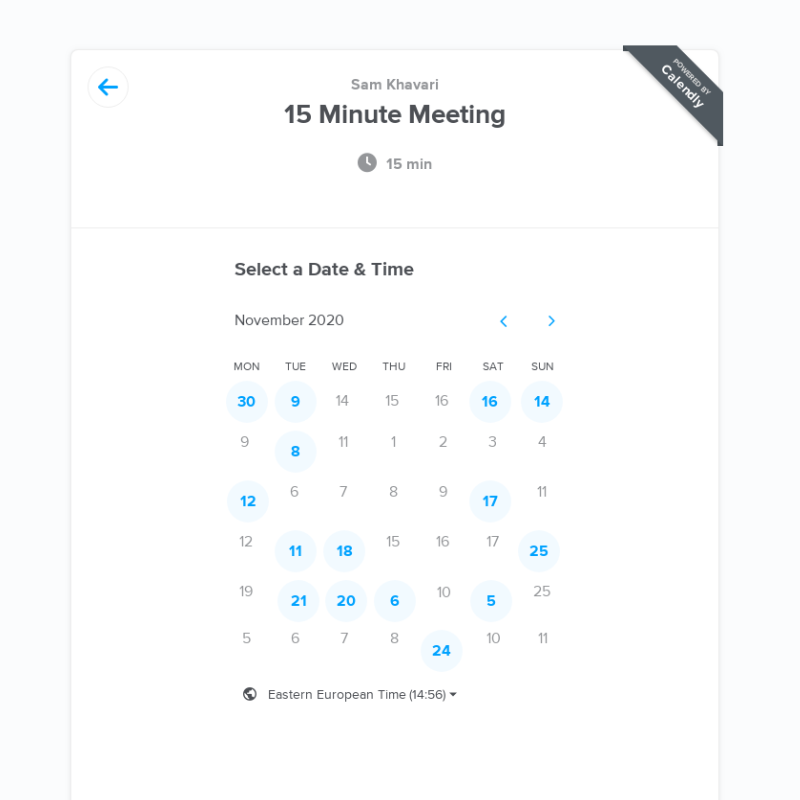 POWERED BY
Calendly
Sam Khavari
15 Minute Meeting
15 min
Select a Date & Time
November 2020
MON TUE WED THU FRI SAT SUN
30 9 14 15 16 16 14
9 8 11 1 2 3 4
12 6 7 8 9 17 11
12 11 18 15 16 17 25
19 21 20 6 10 5 25
5 6 7 8 24 10 11
Eastern European Time (14:56)